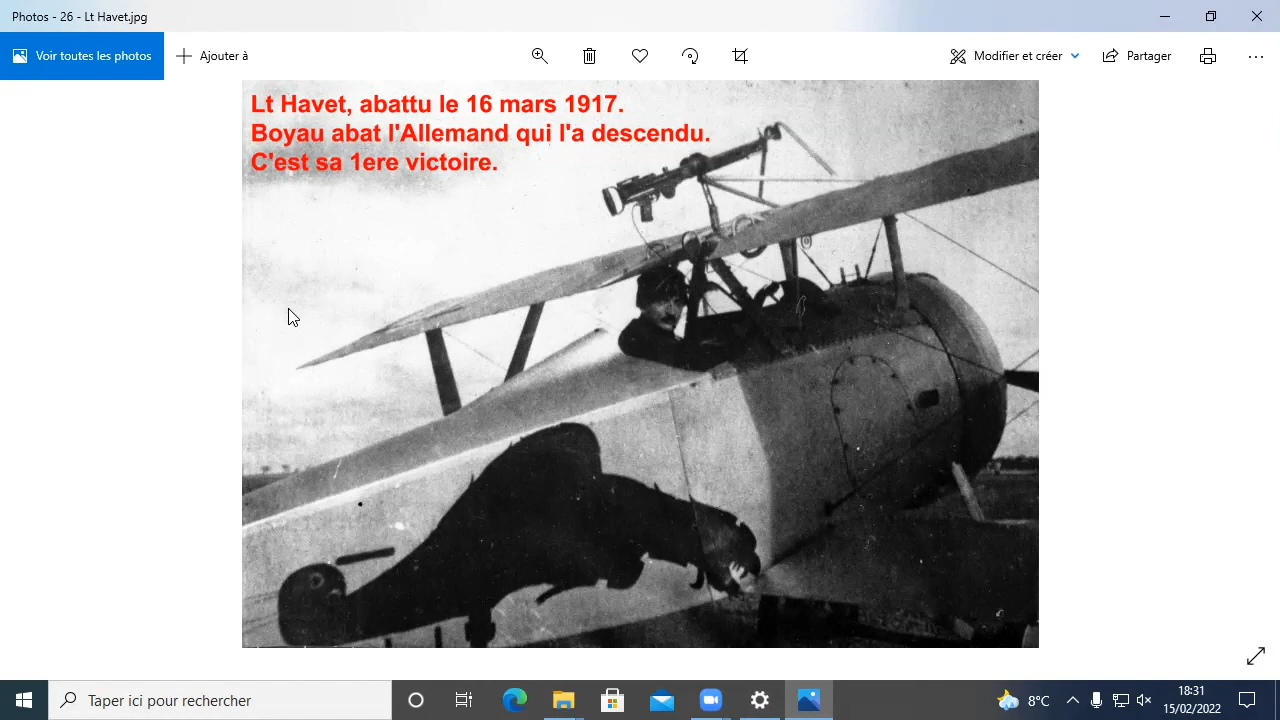 Photos - 26 - Lt Havet.jpg
Voir toutes les photos
Ajouter à
Modifier et créer
Partager
Lt Havet, abattu le 16 mars 1917.
Boyau abat l'Allemand qui l'a descendu.
C'est sa 1ere victoire.
Taper ici pour rechercher
8°C
18:31
15/02/2022